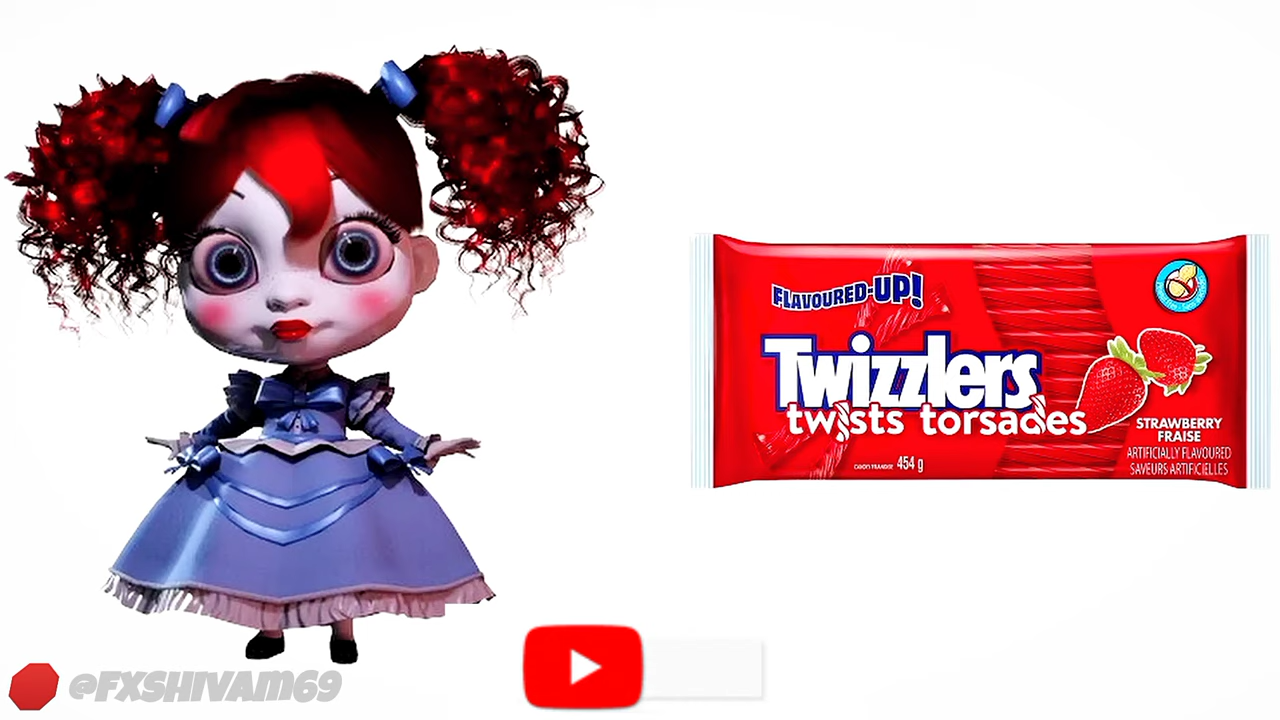 FLAVOURED-UP!
Twizzlers
twists torsades
STRAWBERRY
FRAISE
ARTIFICIALLY FLAVOURED
SAVEURS ARTIFICIELLES
454 g
@FXSHIVAM69